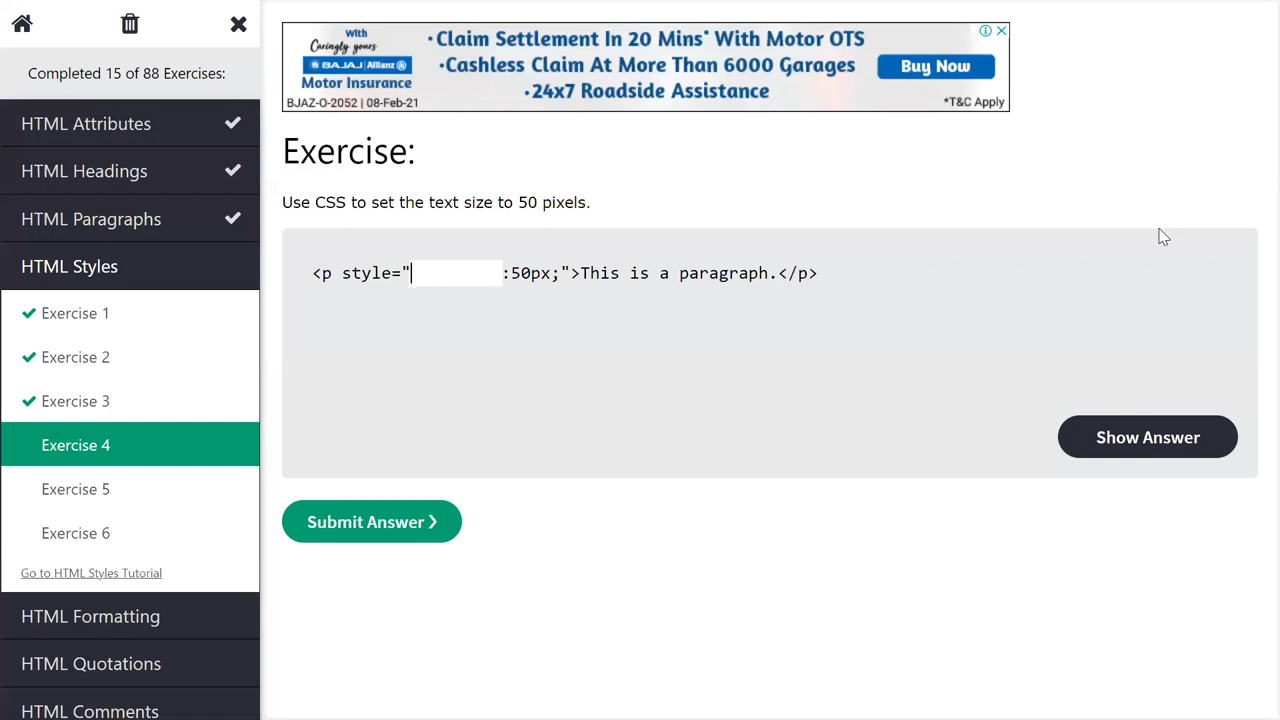 Completed 15 of 88 Exercises:
HTML Attributes
HTML Headings
HTML Paragraphs
HTML Styles
Exercise 1
Exercise 2
Exercise 3
Exercise 4
Exercise 5
Exercise 6
Go to HTML Styles Tutorial
HTML Formatting
HTML Quotations
HTML Comments
with
Caringly yours
BAJAJ Allianz
Motor Insurance
BJAZ-O-2052 | 08-Feb-21
·Claim Settlement In 20 Mins* With Motor OTS
·Cashless Claim At More Than 6000 Garages
·24x7 Roadside Assistance
Buy Now
*T&C Apply
Exercise:
Use CSS to set the text size to 50 pixels.
<p style=" :50px;">This is a paragraph.</p>
Show Answer
Submit Answer ❯